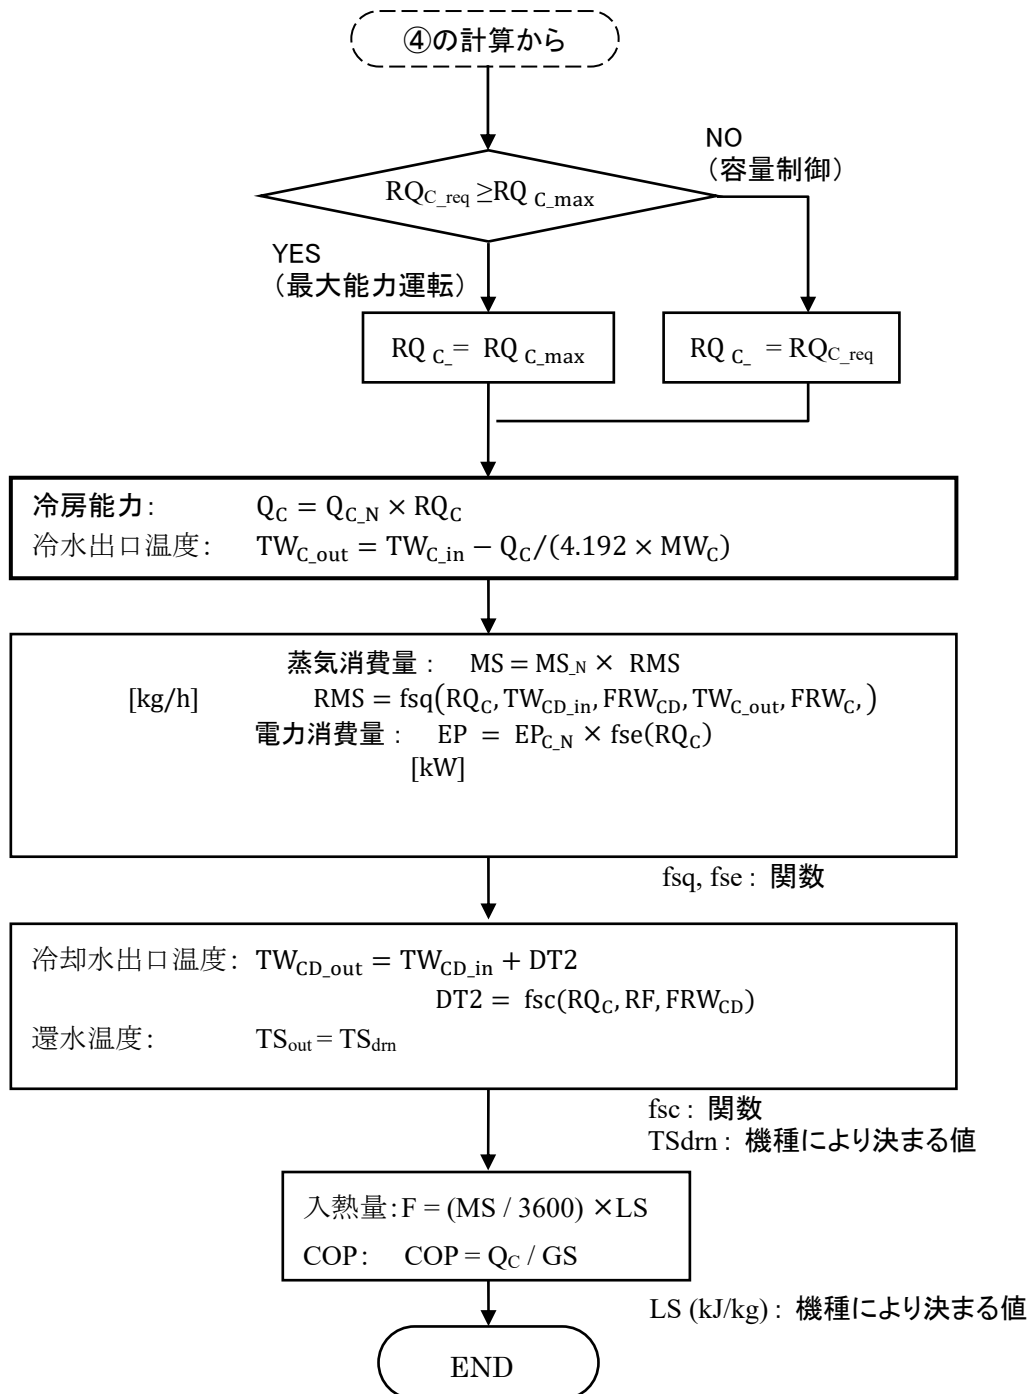 ④の計算から
NO
（容量制御）
RQC_req ≥RQ C_max
YES
（最大能力運転）
RQ C_= RQ C_max
RQ C_ = RQC_req
冷房能力： QC = QC_N × RQC
冷水出口温度： TWC_out = TWC_in − QC/(4.192 × MWC)
蒸気消費量： MS = MS_N × RMS
[kg/h] RMS = fsq(RQC, TWCD_in, FRWCD, TWC_out, FRWC, )
電力消費量： EP = EPC_N × fse(RQC)
[kW]
fsq, fse： 関数
冷却水出口温度： TWCD_out = TWCD_in + DT2
DT2 = fsc(RQC, RF, FRWCD)
還水温度： TSout = TSdrn
fsc： 関数
TSdrn： 機種により決まる値
入熱量：F = (MS / 3600) ×LS
COP： COP = QC / GS
LS (kJ/kg)： 機種により決まる値
END